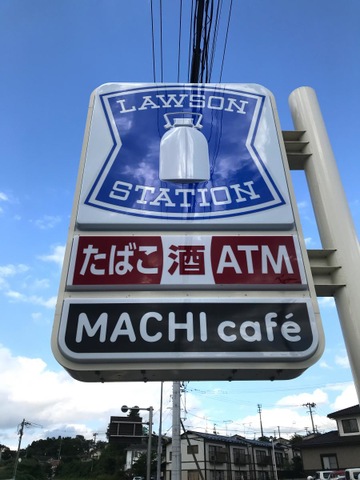 LAWSON
STATION
たばこ 酒 ATM
MACHI café